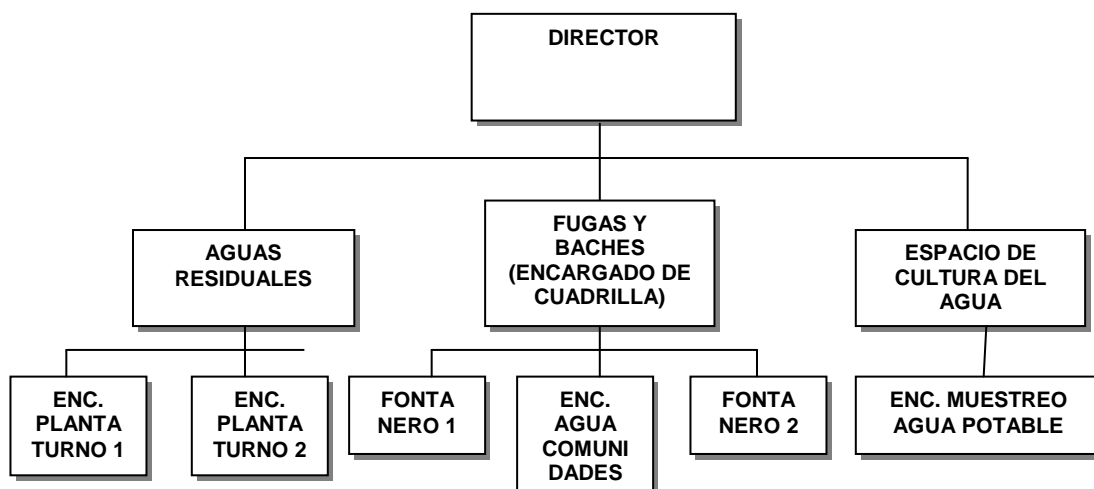 DIRECTOR
AGUAS
RESIDUALES
FUGAS Y
BACHES
(ENCARGADO DE
CUADRILLA)
ESPACIO DE
CULTURA DEL
AGUA
ENC.
PLANTA
TURNO 1
ENC.
PLANTA
TURNO 2
FONTA
NERO 1
ENC.
AGUA
COMUNI
DADES
FONTA
NERO 2
ENC. MUESTREO
AGUA POTABLE